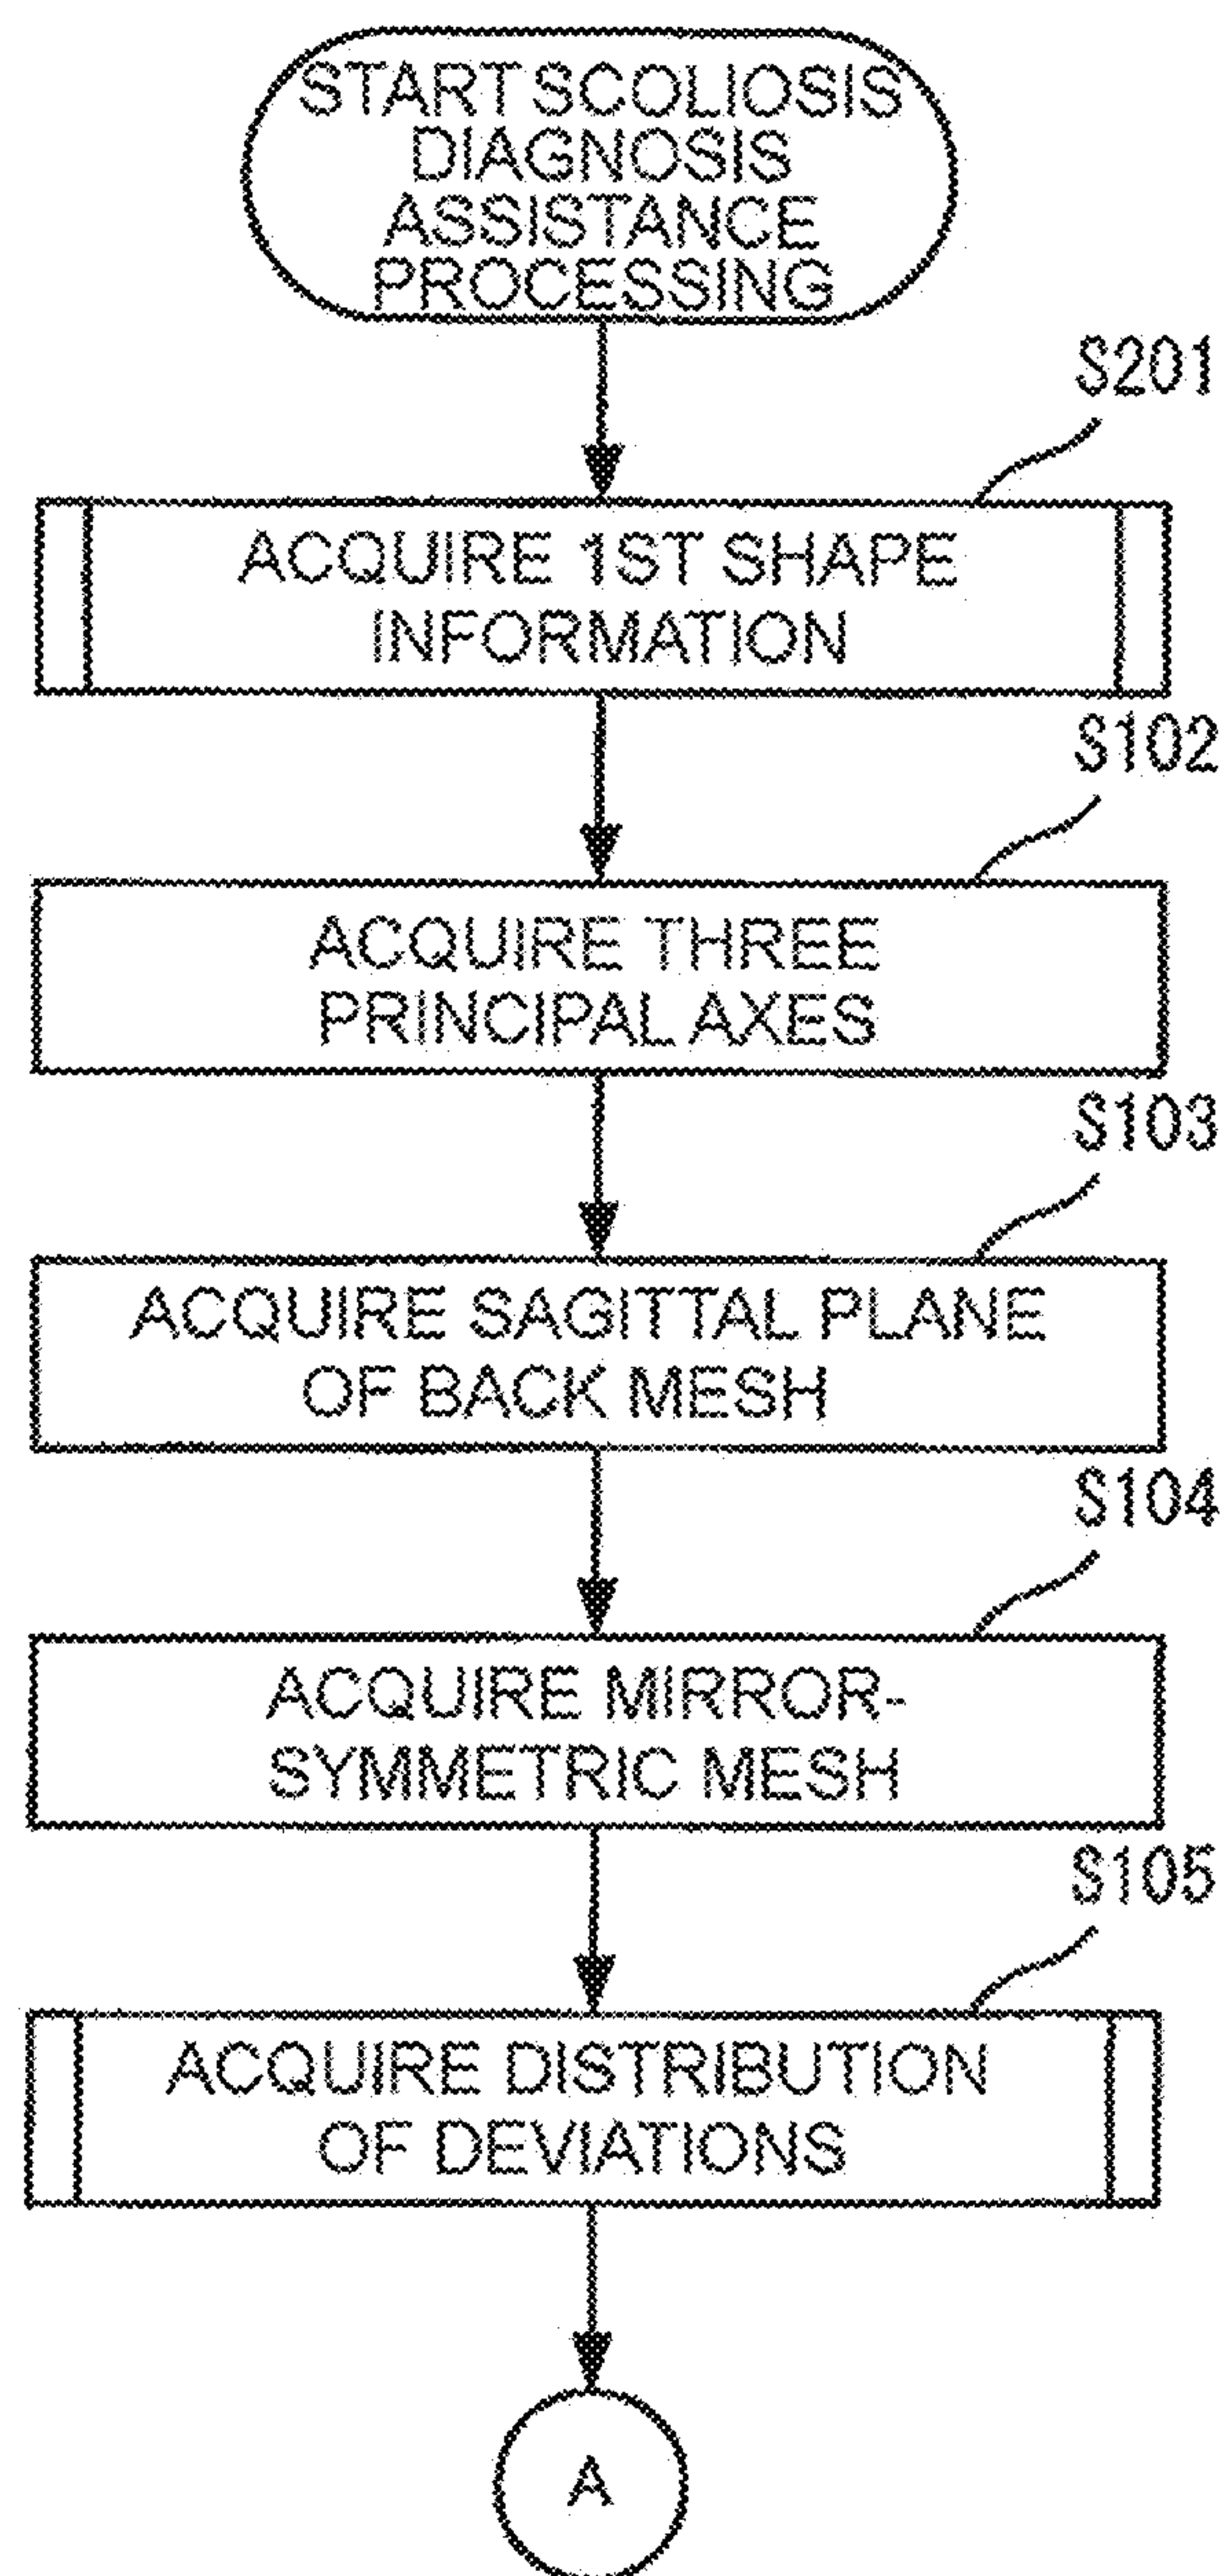 START SCOLIOSIS
DIAGNOSIS
ASSISTANCE
PROCESSING
S201
ACQUIRE 1ST SHAPE
INFORMATION
S102
ACQUIRE THREE
PRINCIPAL AXES
S103
ACQUIRE SAGITTAL PLANE
OF BACK MESH
S104
ACQUIRE MIRROR-
SYMMETRIC MESH
S105
ACQUIRE DISTRIBUTION
OF DEVIATIONS
A